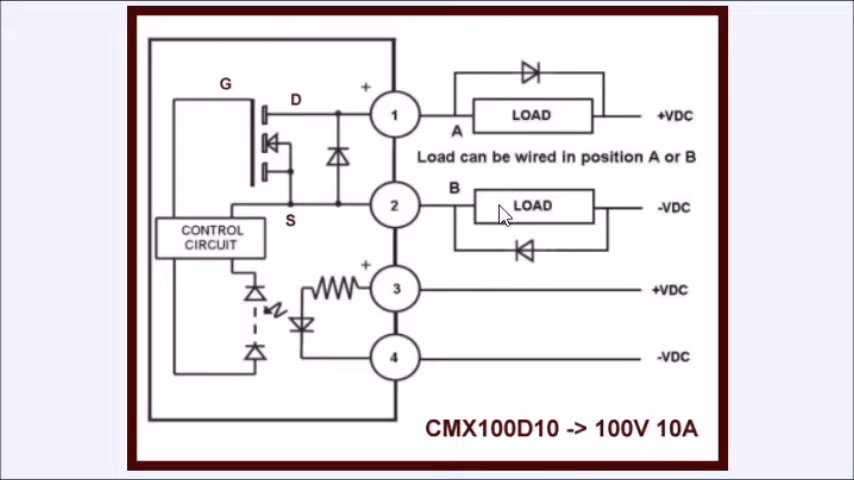 G
D
+
1
LOAD
+VDC
A
Load can be wired in position A or B
B
2
LOAD
-VDC
S
CONTROL
CIRCUIT
+
3
+VDC
4
-VDC
CMX100D10 -> 100V 10A